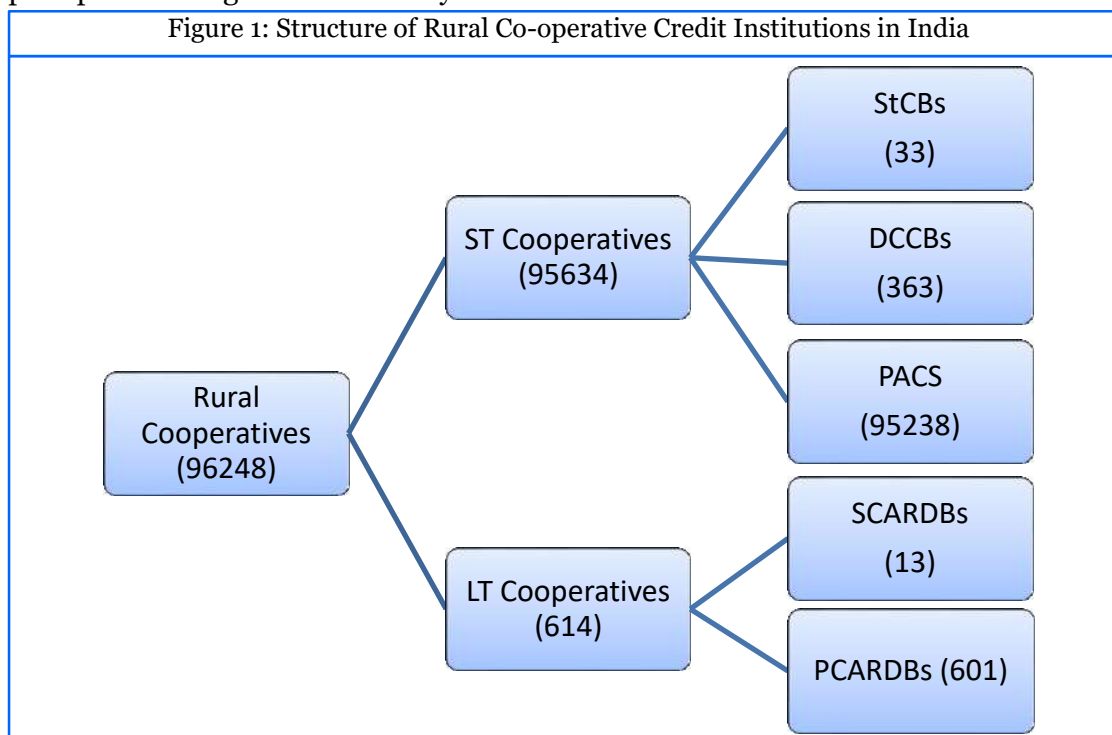 Figure 1: Structure of Rural Co-operative Credit Institutions in India
StCBs
(33)
ST Cooperatives
(95634)
DCCBs
(363)
PACS
(95238)
Rural
Cooperatives
(96248)
SCARDBs
(13)
LT Cooperatives
(614)
PCARDBs (601)